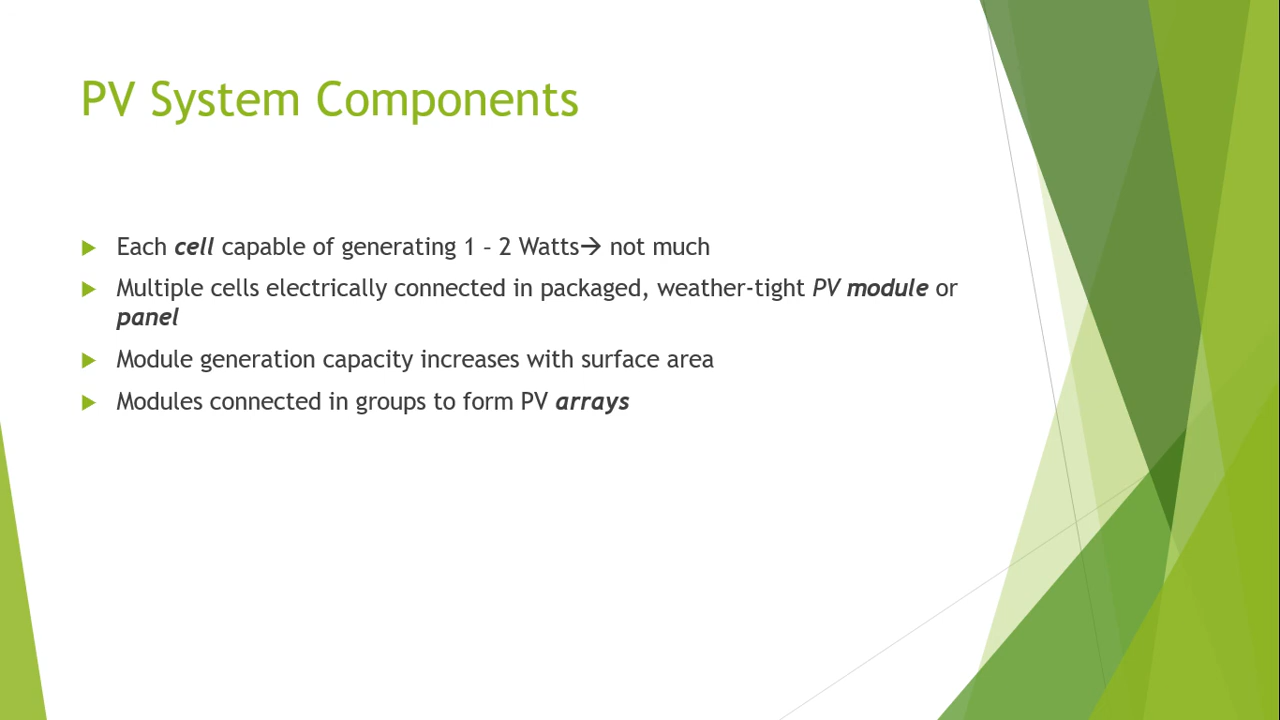 PV System Components
Each cell capable of generating 1 – 2 Watts→ not much
Multiple cells electrically connected in packaged, weather-tight PV module or
panel
Module generation capacity increases with surface area
Modules connected in groups to form PV arrays